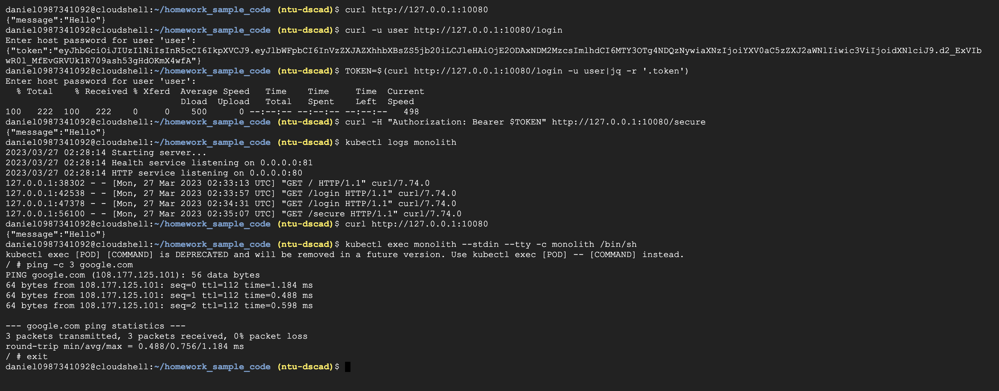 daniel0987341092@cloudshell:~/homework_sample_code (ntu-dscad)$ curl http://127.0.0.1:10080
{"message":"Hello"}
daniel0987341092@cloudshell:~/homework_sample_code (ntu-dscad)$ curl -u user http://127.0.0.1:10080/login
Enter host password for user 'user':
{"token":"eyJhbGciOiJIUzI1NiIsInR5cCI6IkpXVCJ9.eyJlbWFpbCI6InVzZXJAZXhhbXBsZS5jb20iLCJleHAiOjE2ODAxNDM2MzcsImlhdCI6MTY3OTg4NDQzNywiaXNzIjoiYXV0aC5zZXJ2aWNlIiwic3ViIjoidXNlciJ9.d2_ExVIb
wR0l_MfEvGRVUk1R709ash53gHdOKmX4wfA"}
daniel0987341092@cloudshell:~/homework_sample_code (ntu-dscad)$ TOKEN=$(curl http://127.0.0.1:10080/login -u user|jq -r '.token')
Enter host password for user 'user':
  % Total    % Received % Xferd  Average Speed   Time    Time     Time  Current
                                 Dload  Upload   Total   Spent    Left  Speed
100   222  100   222    0     0    500      0 --:--:-- --:--:-- --:--:--   498
daniel0987341092@cloudshell:~/homework_sample_code (ntu-dscad)$ curl -H "Authorization: Bearer $TOKEN" http://127.0.0.1:10080/secure
{"message":"Hello"}
daniel0987341092@cloudshell:~/homework_sample_code (ntu-dscad)$ kubectl logs monolith
2023/03/27 02:28:14 Starting server...
2023/03/27 02:28:14 Health service listening on 0.0.0.0:81
2023/03/27 02:28:14 HTTP service listening on 0.0.0.0:80
127.0.0.1:38302 - - [Mon, 27 Mar 2023 02:33:13 UTC] "GET / HTTP/1.1" curl/7.74.0
127.0.0.1:42538 - - [Mon, 27 Mar 2023 02:33:57 UTC] "GET /login HTTP/1.1" curl/7.74.0
127.0.0.1:47378 - - [Mon, 27 Mar 2023 02:34:31 UTC] "GET /login HTTP/1.1" curl/7.74.0
127.0.0.1:56100 - - [Mon, 27 Mar 2023 02:35:07 UTC] "GET /secure HTTP/1.1" curl/7.74.0
daniel0987341092@cloudshell:~/homework_sample_code (ntu-dscad)$ curl http://127.0.0.1:10080
{"message":"Hello"}
daniel0987341092@cloudshell:~/homework_sample_code (ntu-dscad)$ kubectl exec monolith --stdin --tty -c monolith /bin/sh
kubectl exec [POD] [COMMAND] is DEPRECATED and will be removed in a future version. Use kubectl exec [POD] -- [COMMAND] instead.
/ # ping -c 3 google.com
PING google.com (108.177.125.101): 56 data bytes
64 bytes from 108.177.125.101: seq=0 ttl=112 time=1.184 ms
64 bytes from 108.177.125.101: seq=1 ttl=112 time=0.488 ms
64 bytes from 108.177.125.101: seq=2 ttl=112 time=0.598 ms

--- google.com ping statistics ---
3 packets transmitted, 3 packets received, 0% packet loss
round-trip min/avg/max = 0.488/0.756/1.184 ms
/ # exit
daniel0987341092@cloudshell:~/homework_sample_code (ntu-dscad)$